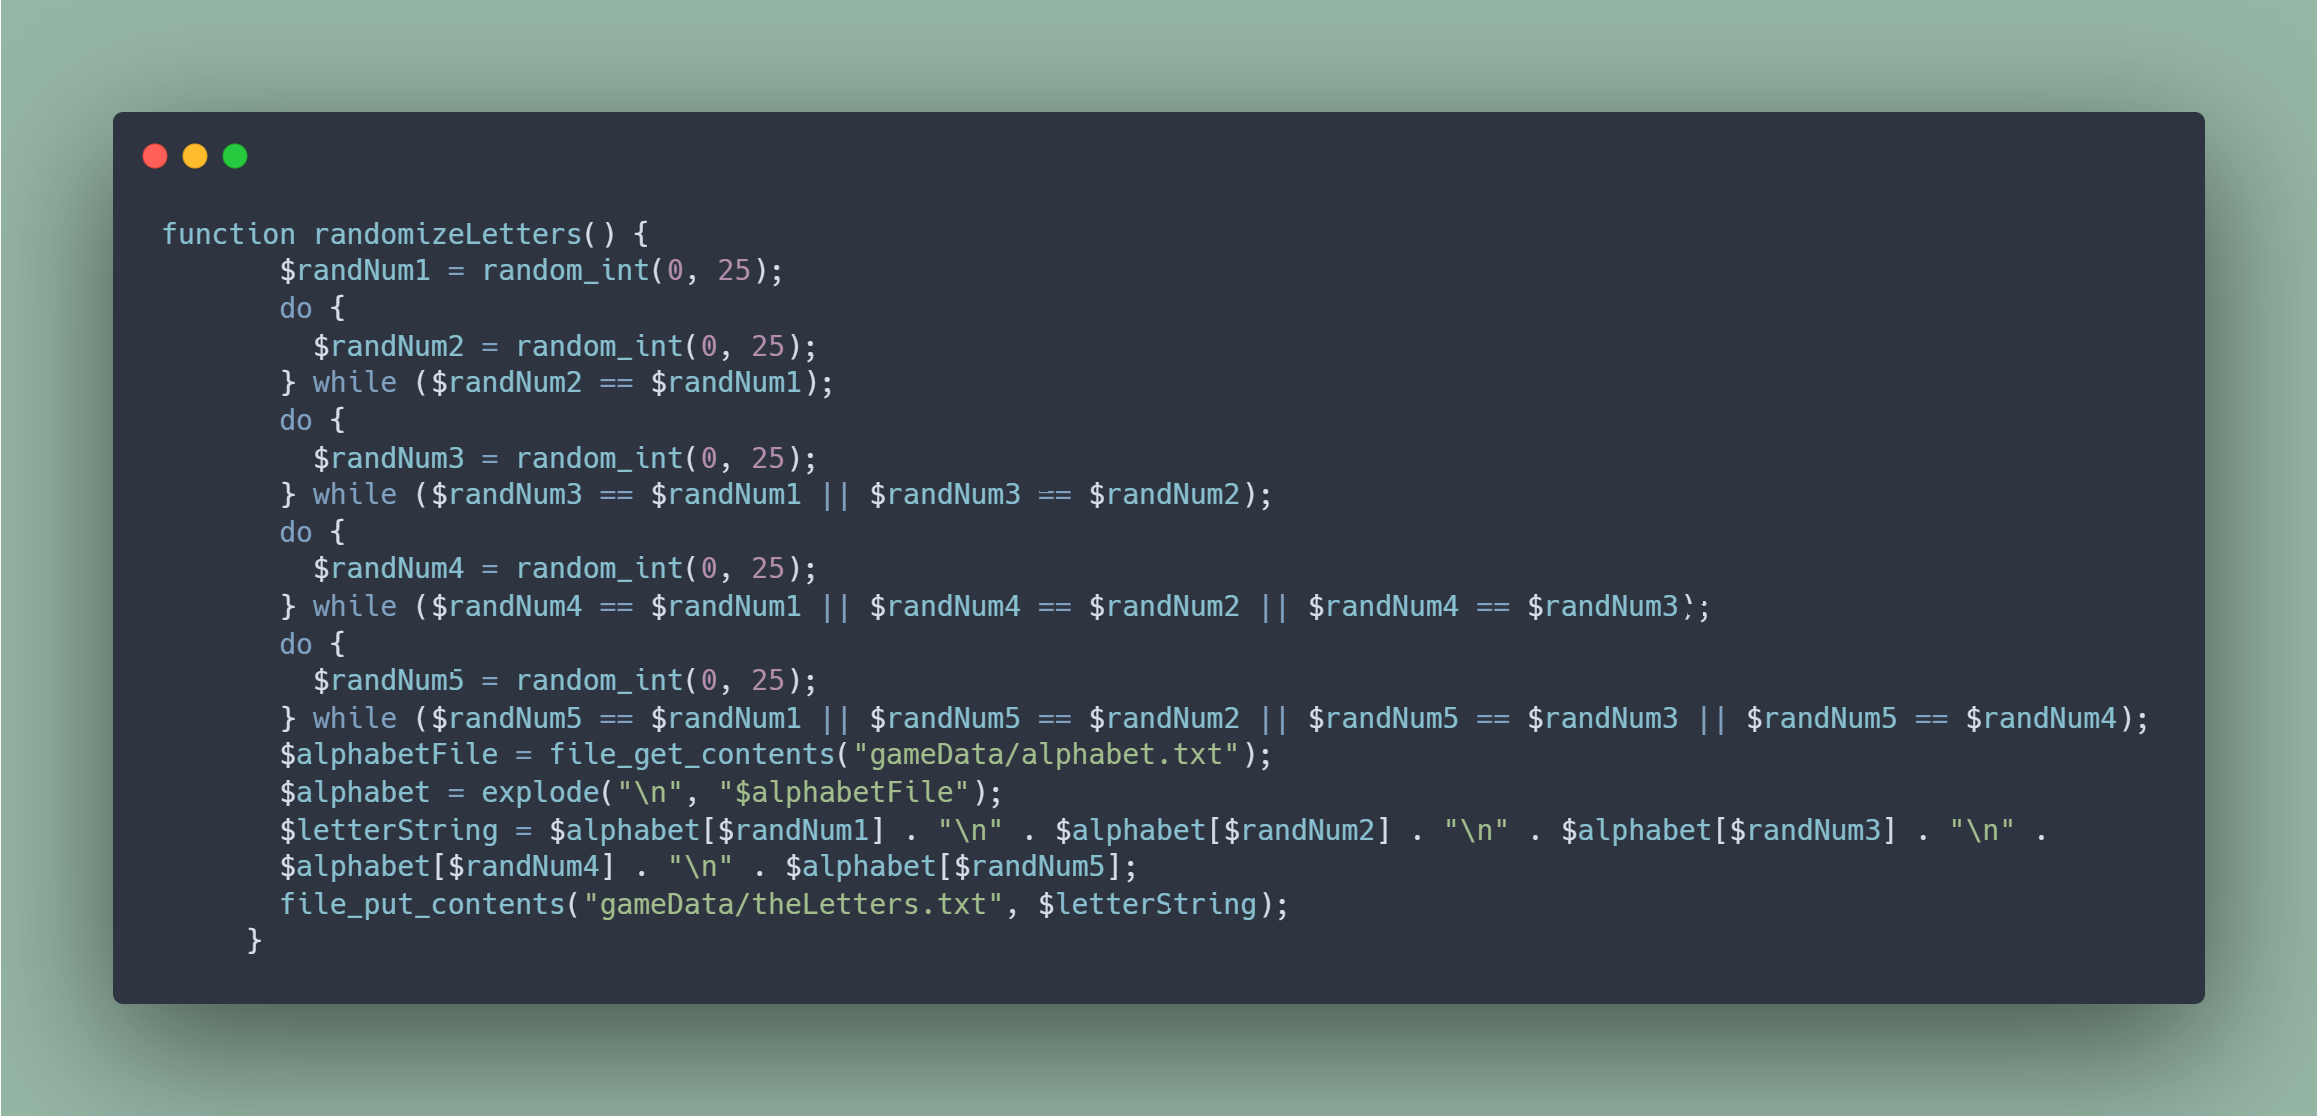 function randomizeLetters() {
       $randNum1 = random_int(0, 25);
       do {
         $randNum2 = random_int(0, 25);
       } while ($randNum2 == $randNum1);
       do {
         $randNum3 = random_int(0, 25);
       } while ($randNum3 == $randNum1 || $randNum3 == $randNum2);
       do {
         $randNum4 = random_int(0, 25);
       } while ($randNum4 == $randNum1 || $randNum4 == $randNum2 || $randNum4 == $randNum3);
       do {
         $randNum5 = random_int(0, 25);
       } while ($randNum5 == $randNum1 || $randNum5 == $randNum2 || $randNum5 == $randNum3 || $randNum5 == $randNum4);
       $alphabetFile = file_get_contents("gameData/alphabet.txt");
       $alphabet = explode("\n", "$alphabetFile");
       $letterString = $alphabet[$randNum1] . "\n" . $alphabet[$randNum2] . "\n" . $alphabet[$randNum3] . "\n" .
       $alphabet[$randNum4] . "\n" . $alphabet[$randNum5];
       file_put_contents("gameData/theLetters.txt", $letterString);
     }